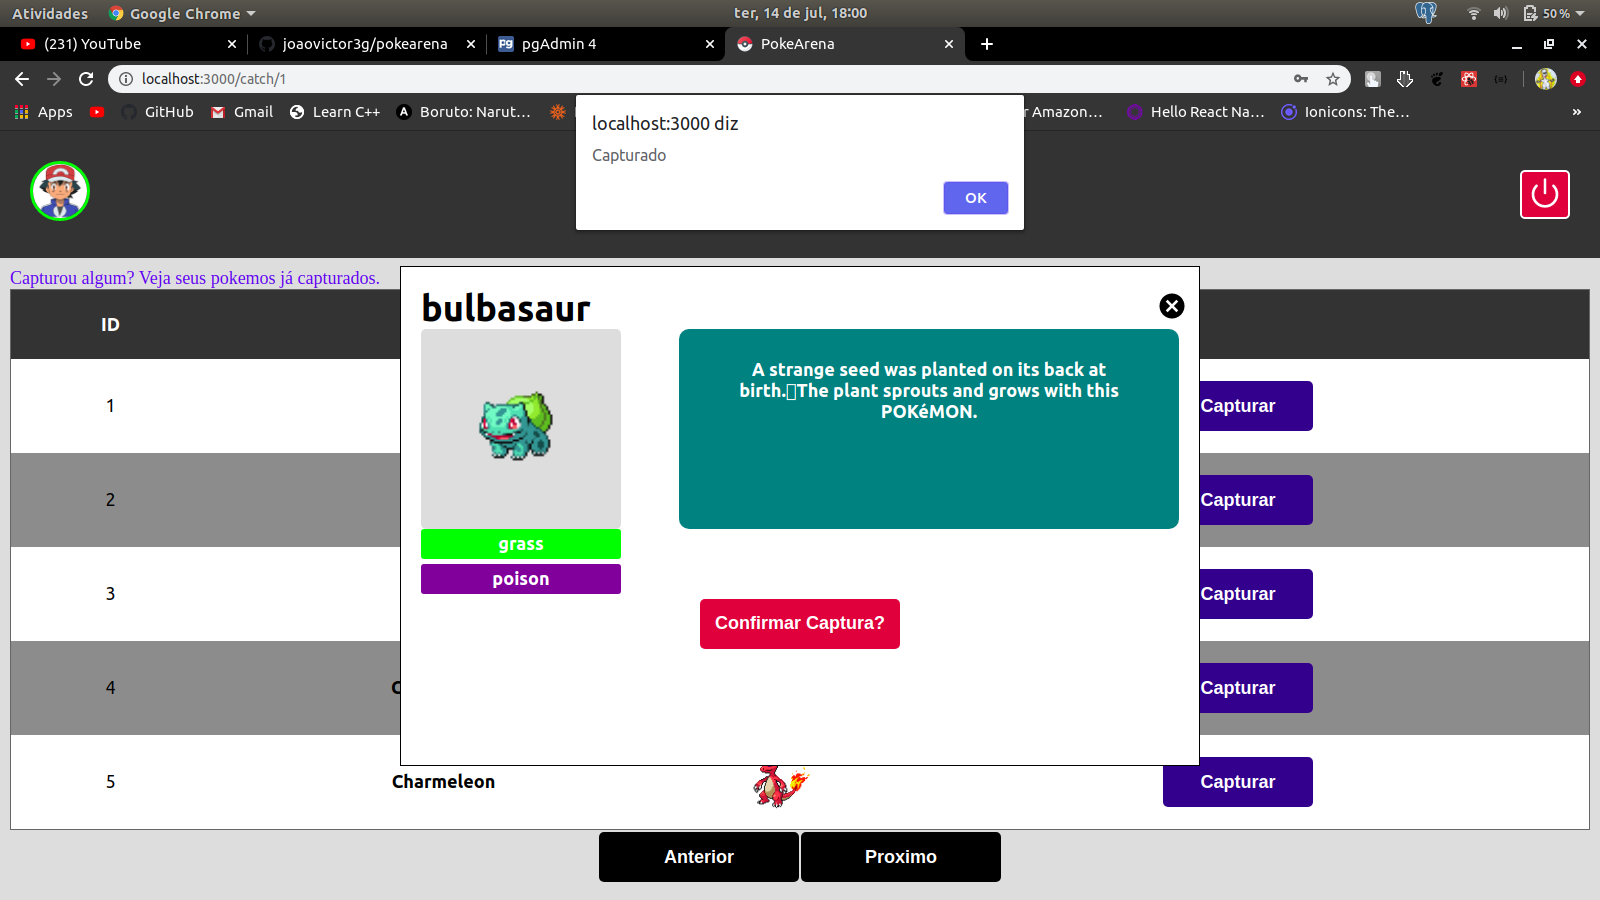 Atividades
Google Chrome
ter, 14 de jul, 18:00
50 %
(231) YouTube
joaovictor3g/pokearena
pgAdmin 4
PokeArena
localhost:3000/catch/1
Apps
GitHub
Gmail
Learn C++
Boruto: Narut…
Amazon…
Hello React Na…
Ionicons: The…
»
localhost:3000 diz
Capturado
OK
Capturou algum? Veja seus pokemos já capturados.
ID
bulbasaur
A strange seed was planted on its back at
birth.The plant sprouts and grows with this
POKéMON.
grass
poison
Confirmar Captura?
1
Capturar
2
Capturar
3
Capturar
4
Capturar
5
Charmeleon
Capturar
Anterior
Proximo